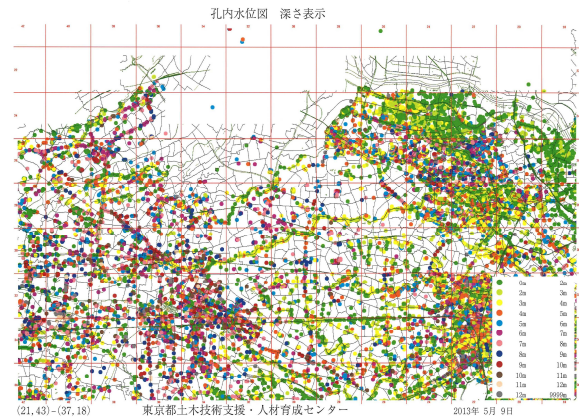 孔内水位図 深さ表示
0m 2m
2m 3m
3m 4m
4m 5m
5m 6m
6m 7m
7m 8m
8m 9m
9m 10m
10m 11m
11m 12m
12m 9999m
(21,43)-(37,18) 東京都土木技術支援・人材育成センター 2013年 5月 9日